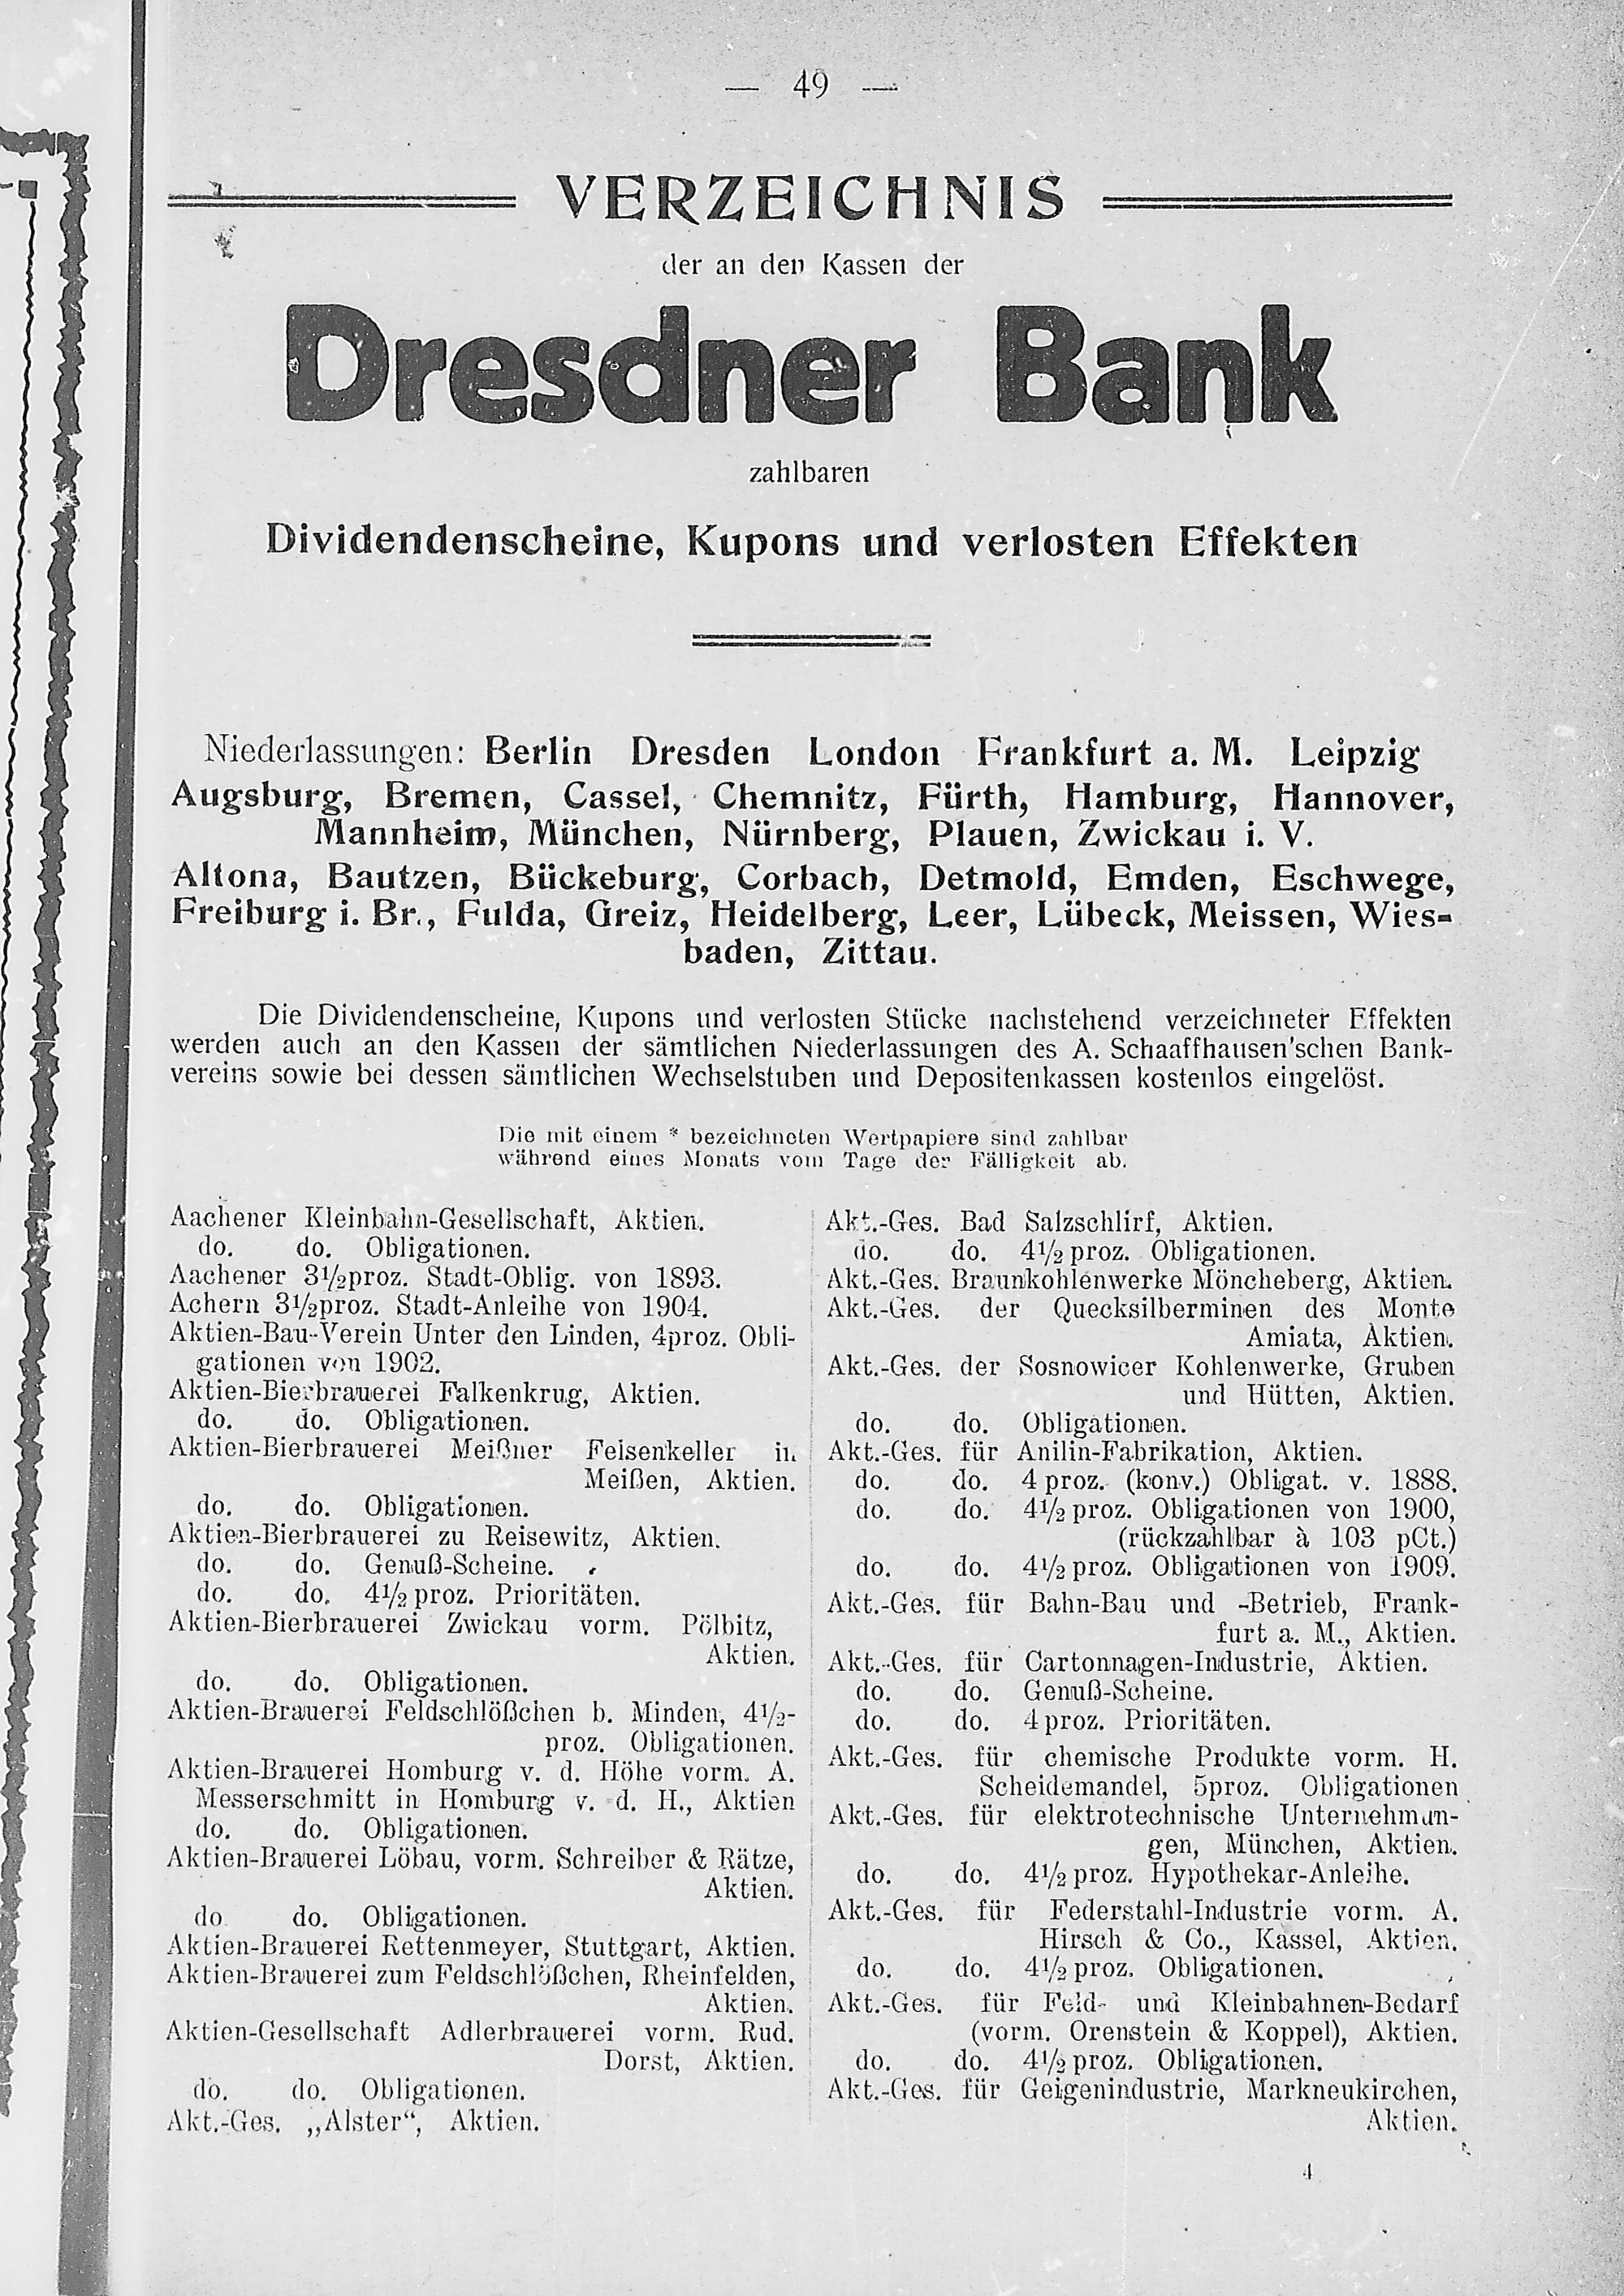 — 49 —
VERZEICHNIS
der an den Kassen der
Dresdner Bank
zahlbaren
Dividendenscheine, Kupons und verlosten Effekten
Niederlassungen: Berlin Dresden London Frankfurt a. M. Leipzig
Augsburg, Bremen, Cassel, Chemnitz, Fürth, Hamburg, Hannover,
Mannheim, München, Nürnberg, Plauen, Zwickau i. V.
Altona, Bautzen, Bückeburg, Corbach, Detmold, Emden, Eschwege,
Freiburg i. Br., Fulda, Greiz, Heidelberg, Leer, Lübeck, Meissen, Wies-
baden, Zittau.
Die Dividendenscheine, Kupons und verlosten Stücke nachstehend verzeichneter Effekten
werden auch an den Kassen der sämtlichen Niederlassungen des A. Schaaffhausen'schen Bank-
vereins sowie bei dessen sämtlichen Wechselstuben und Depositenkassen kostenlos eingelöst.
Die mit einem * bezeichneten Wertpapiere sind zahlbar
während eines Monats vom Tage der Fälligkeit ab.
Aachener Kleinbahn-Gesellschaft, Aktien.
do. do. Obligationen.
Aachener 3½proz. Stadt-Oblig. von 1893.
Achern 3½proz. Stadt-Anleihe von 1904.
Aktien-Bau-Verein Unter den Linden, 4proz. Obli-
gationen von 1902.
Aktien-Bierbrauerei Falkenkrug, Aktien.
do. do. Obligationen.
Aktien-Bierbrauerei Meißner Felsenkeller in
Meißen, Aktien.
do. do. Obligationen.
Aktien-Bierbrauerei zu Reisewitz, Aktien.
do. do. Genuß-Scheine.
do. do. 4½ proz. Prioritäten.
Aktien-Bierbrauerei Zwickau vorm. Pölbitz,
Aktien.
do. do. Obligationen.
Aktien-Brauerei Feldschlößchen b. Minden, 4½-
proz. Obligationen.
Aktien-Brauerei Homburg v. d. Höhe vorm. A.
Messerschmitt in Homburg v. d. H., Aktien
do. do. Obligationen.
Aktien-Brauerei Löbau, vorm. Schreiber & Rätze,
Aktien.
do. do. Obligationen.
Aktien-Brauerei Rettenmeyer, Stuttgart, Aktien.
Aktien-Brauerei zum Feldschlößchen, Rheinfelden,
Aktien.
Aktien-Gesellschaft Adlerbrauerei vorm. Rud.
Dorst, Aktien.
do. do. Obligationen.
Akt.-Ges. „Alster“, Aktien.
Akt.-Ges. Bad Salzschlirf, Aktien.
do. do. 4½ proz. Obligationen.
Akt.-Ges. Braunkohlenwerke Möncheberg, Aktien.
Akt.-Ges. der Quecksilberminen des Monte
Amiata, Aktien.
Akt.-Ges. der Sosnowicer Kohlenwerke, Gruben
und Hütten, Aktien.
do. do. Obligationen.
Akt.-Ges. für Anilin-Fabrikation, Aktien.
do. do. 4 proz. (konv.) Obligat. v. 1888.
do. do. 4½ proz. Obligationen von 1900,
(rückzahlbar à 103 pCt.)
do. do. 4½ proz. Obligationen von 1909.
Akt.-Ges. für Bahn-Bau und -Betrieb, Frank-
furt a. M., Aktien.
Akt.-Ges. für Cartonnagen-Industrie, Aktien.
do. do. Genuß-Scheine.
do. do. 4 proz. Prioritäten.
Akt.-Ges. für chemische Produkte vorm. H.
Scheidemandel, 5proz. Obligationen
Akt.-Ges. für elektrotechnische Unternehmun-
gen, München, Aktien.
do. do. 4½ proz. Hypothekar-Anleihe.
Akt.-Ges. für Federstahl-Industrie vorm. A.
Hirsch & Co., Kassel, Aktien.
do. do. 4½ proz. Obligationen.
Akt.-Ges. für Feld- und Kleinbahnen-Bedarf
(vorm. Orenstein & Koppel), Aktien.
do. do. 4½ proz. Obligationen.
Akt.-Ges. für Geigenindustrie, Markneukirchen,
Aktien.
4